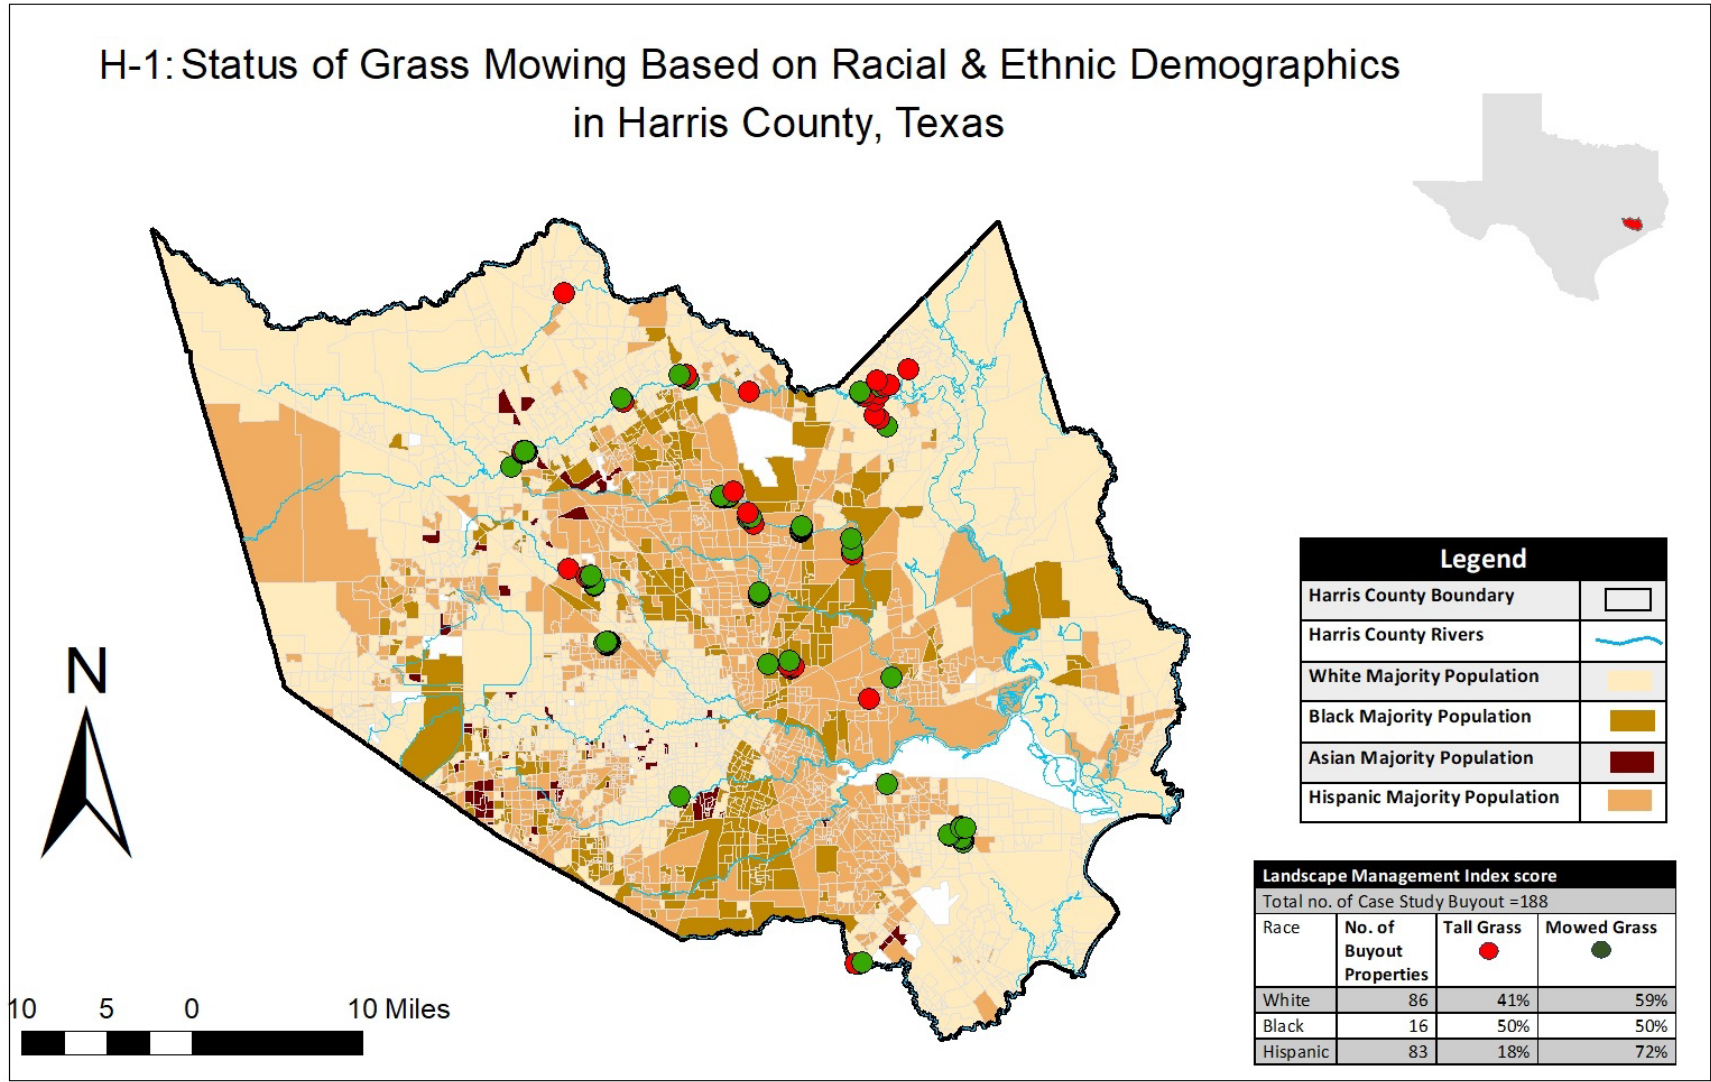 H-1: Status of Grass Mowing Based on Racial & Ethnic Demographics
in Harris County, Texas
N
10 5 0 10 Miles
Legend
Harris County Boundary
Harris County Rivers
White Majority Population
Black Majority Population
Asian Majority Population
Hispanic Majority Population
Landscape Management Index score
Total no. of Case Study Buyout =188
Race No. of Buyout Properties Tall Grass Mowed Grass
White 86 41% 59%
Black 16 50% 50%
Hispanic 83 18% 72%